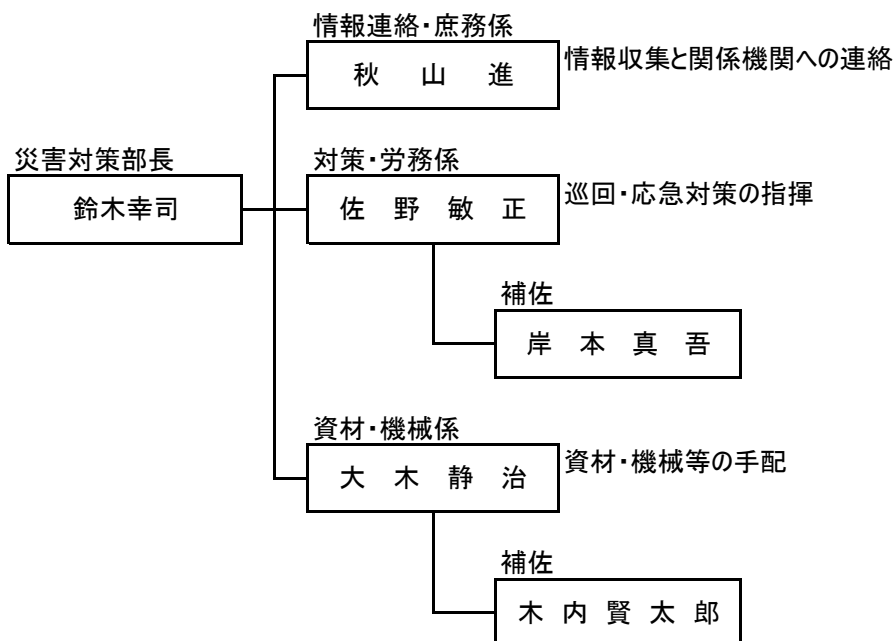 情報連絡・庶務係
秋山進
情報収集と関係機関への連絡
災害対策部長
鈴木幸司
対策・労務係
佐野敏正
巡回・応急対策の指揮
補佐
岸本真吾
資材・機械係
大木静治
資材・機械等の手配
補佐
木内賢太郎